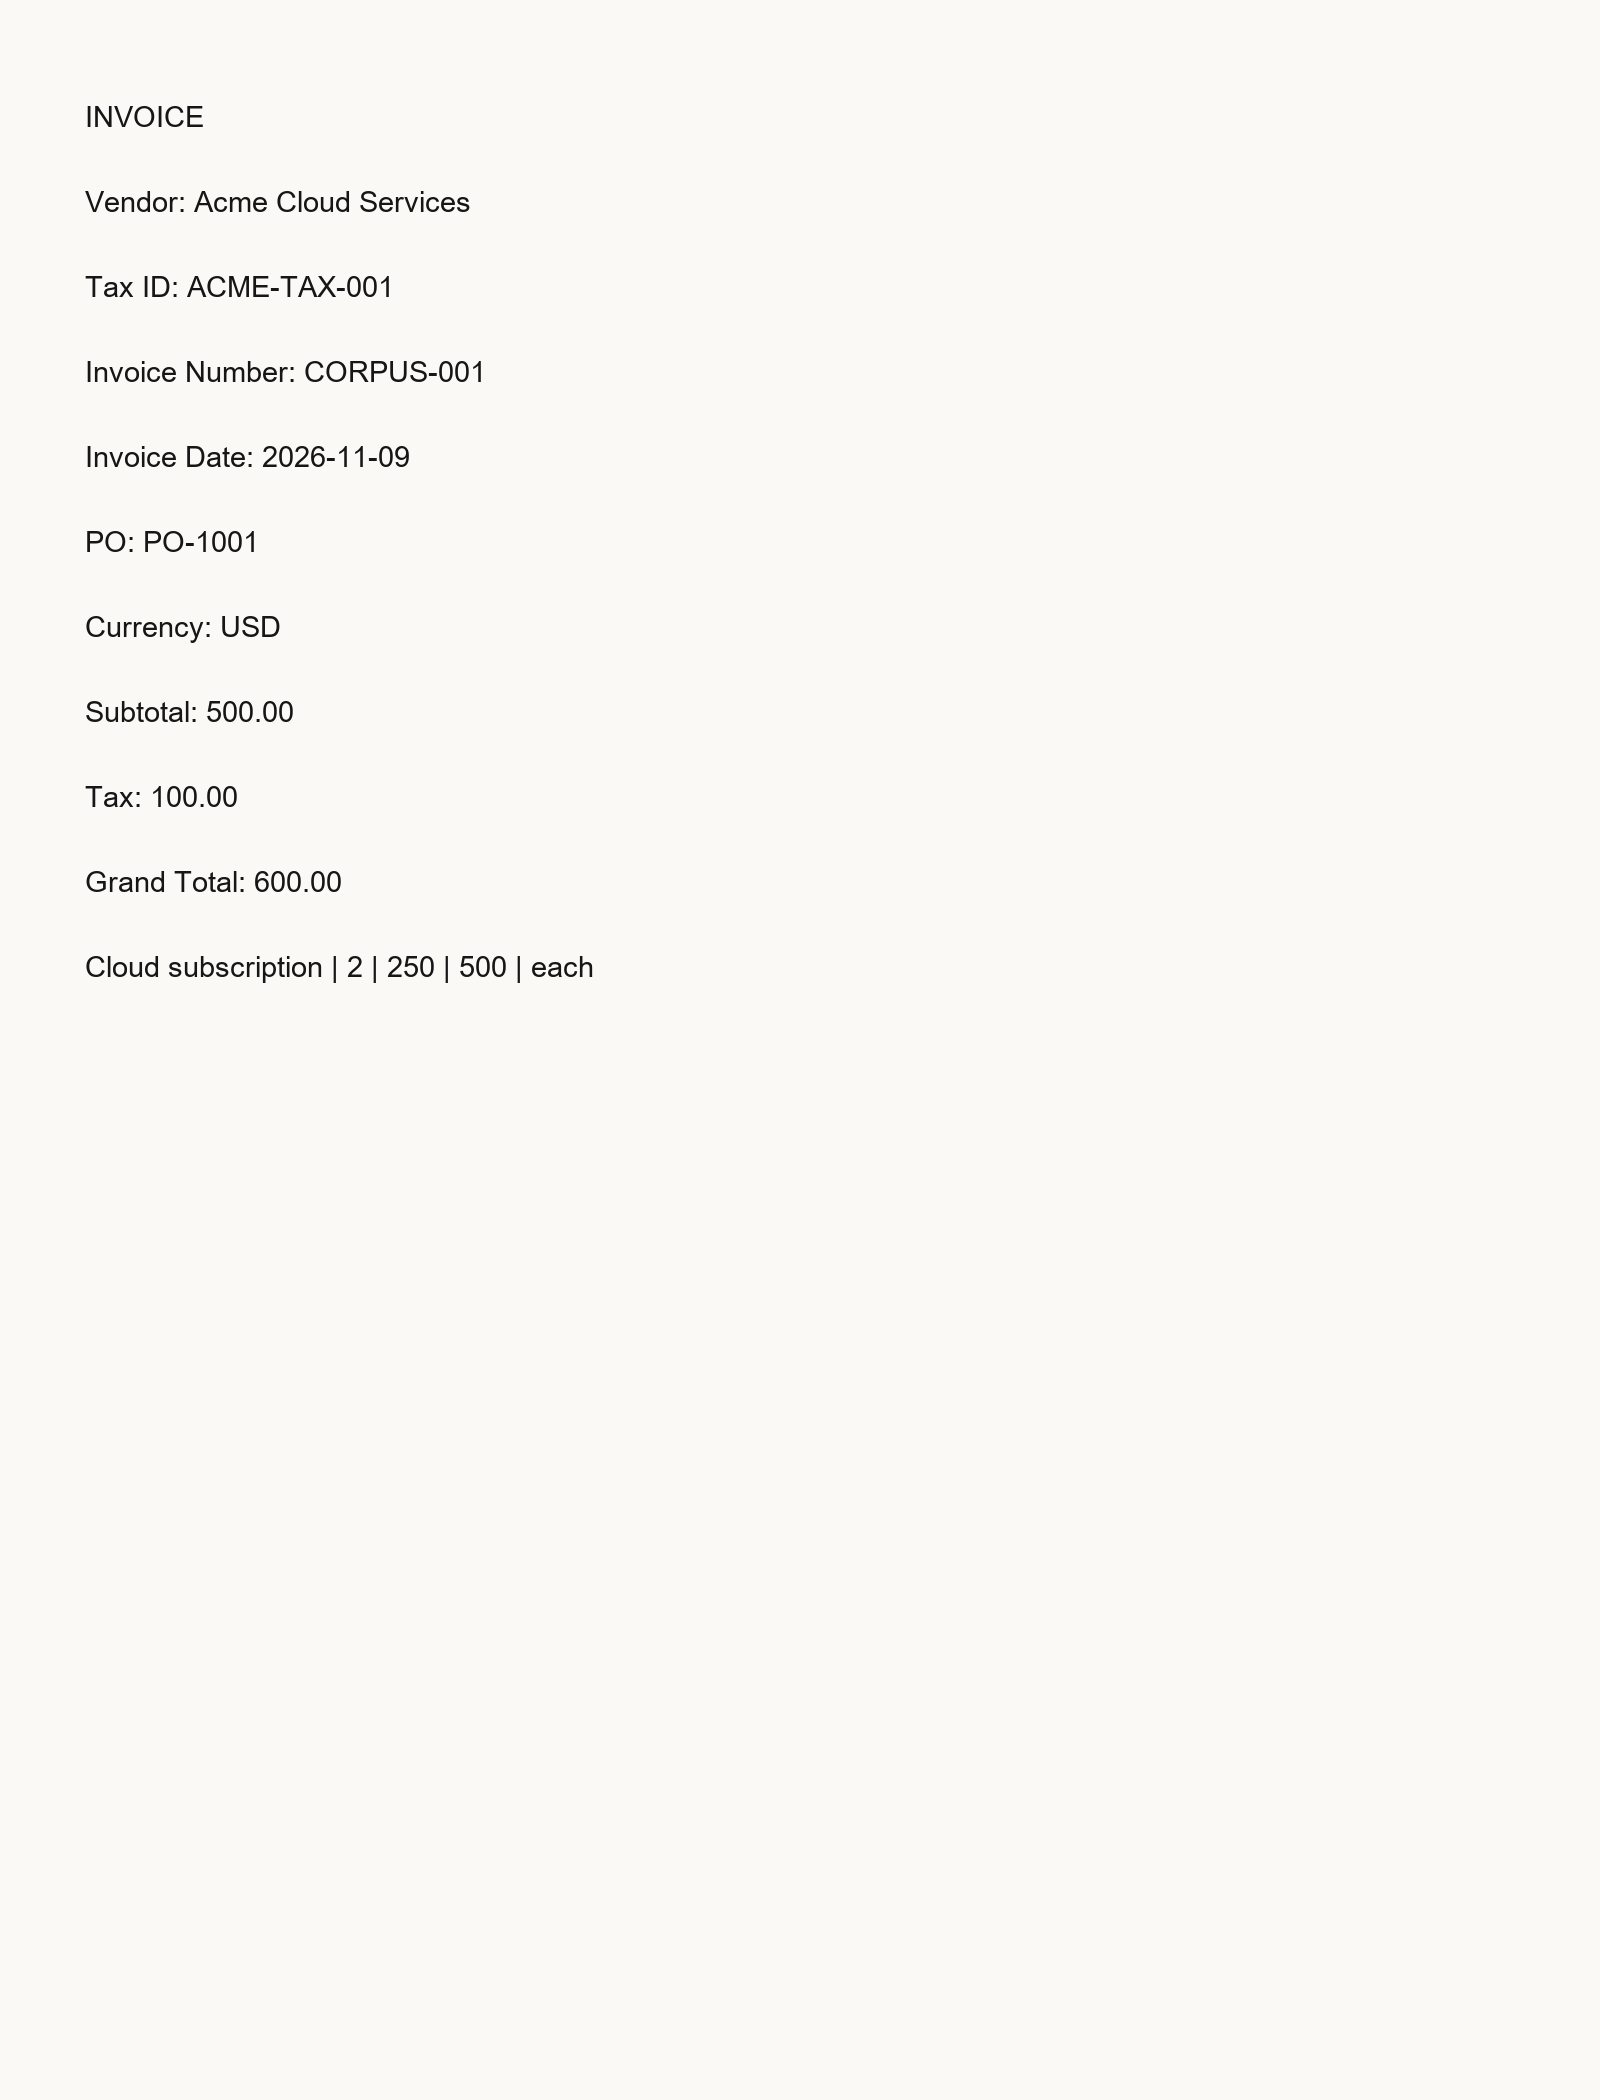 INVOICE
Vendor: Acme Cloud Services
Tax ID: ACME-TAX-001
Invoice Number: CORPUS-001
Invoice Date: 2026-11-09
PO: PO-1001
Currency: USD
Subtotal: 500.00
Tax: 100.00
Grand Total: 600.00
Cloud subscription | 2 | 250 | 500 | each